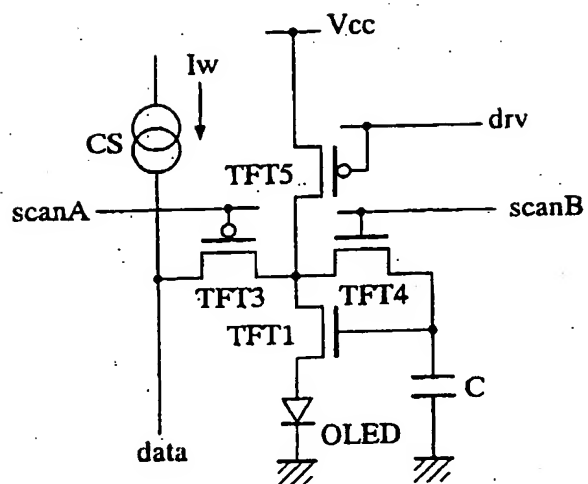 Vcc
Iw
CS
drv
TFT5
scanA
scanB
TFT3
TFT4
TFT1
C
OLED
data